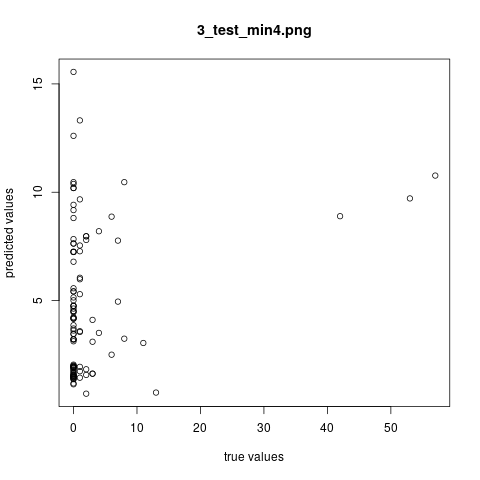 3_test_min4.png
predicted values
15
10
5
0 10 20 30 40 50
true values